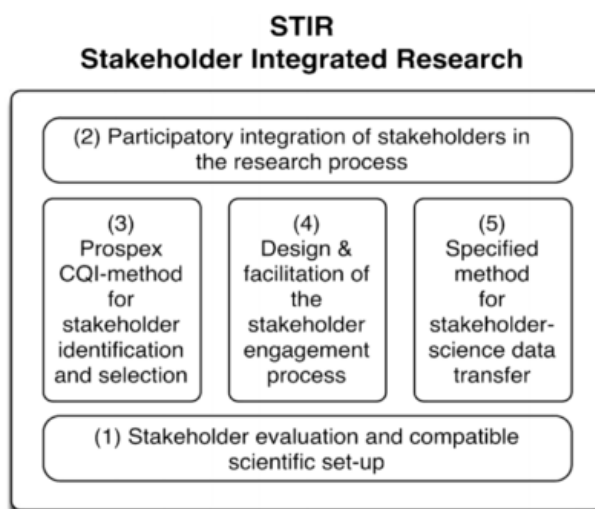 STIR
Stakeholder Integrated Research
(2) Participatory integration of stakeholders in
the research process
(3)
Prospex
CQI-method
for
stakeholder
identification
and selection
(4)
Design &
facilitation of
the
stakeholder
engagement
process
(5)
Specified
method
for
stakeholder-
science data
transfer
(1) Stakeholder evaluation and compatible
scientific set-up